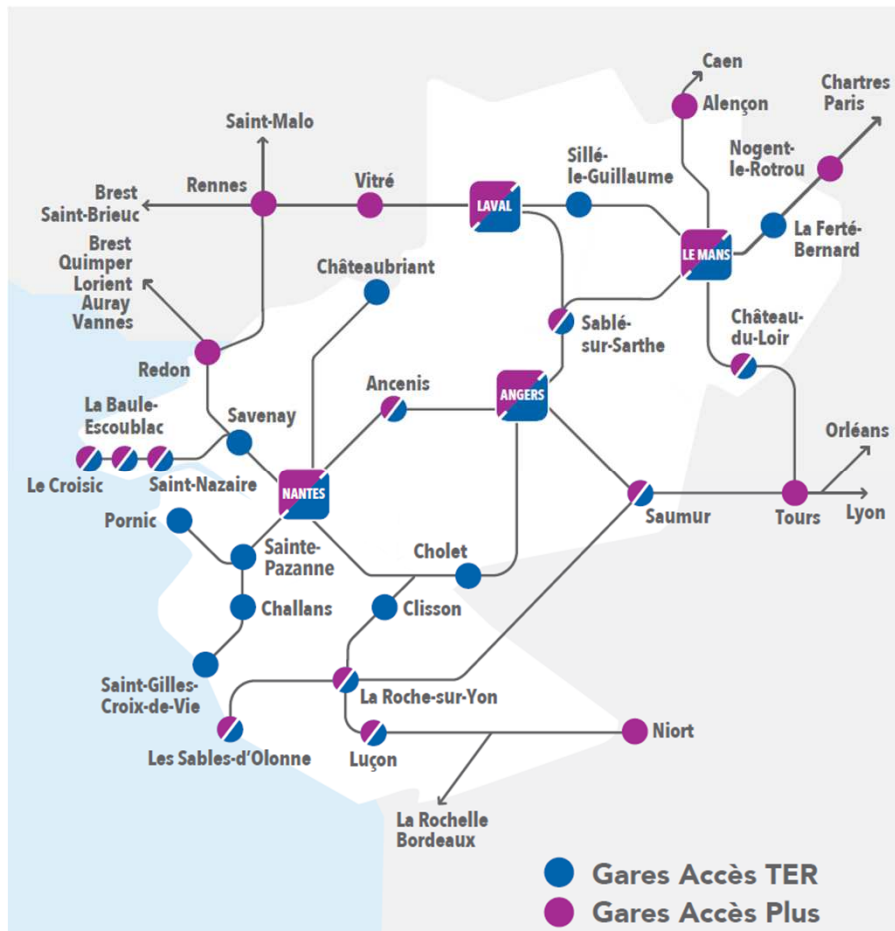 Caen
Alençon
Chartres
Paris
Nogent-
le-Rotrou
Saint-Malo
Sillé-
le-Guillaume
Rennes
Vitré
Brest
Saint-Brieuc
LAVAL
La Ferté-
Bernard
LE MANS
Brest
Quimper
Lorient
Auray
Vannes
Châteaubriant
Sablé-
sur-Sarthe
Château-
du-Loir
Redon
Ancenis
ANGERS
La Baule-
Escoublac
Savenay
Orléans
Le Croisic
Saint-Nazaire
NANTES
Saumur
Tours
Lyon
Pornic
Sainte-
Pazanne
Cholet
Challans
Clisson
Saint-Gilles-
Croix-de-Vie
La Roche-sur-Yon
Les Sables-d'Olonne
Luçon
Niort
La Rochelle
Bordeaux
Gares Accès TER
Gares Accès Plus